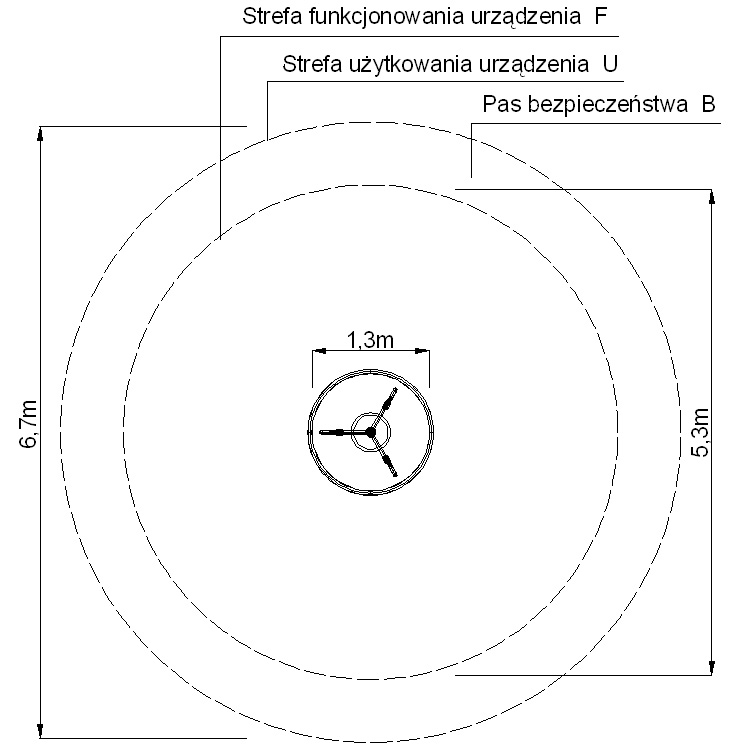 Strefa funkcjonowania urządzenia F
Strefa użytkowania urządzenia U
Pas bezpieczeństwa B
1,3m
6,7m
5,3m